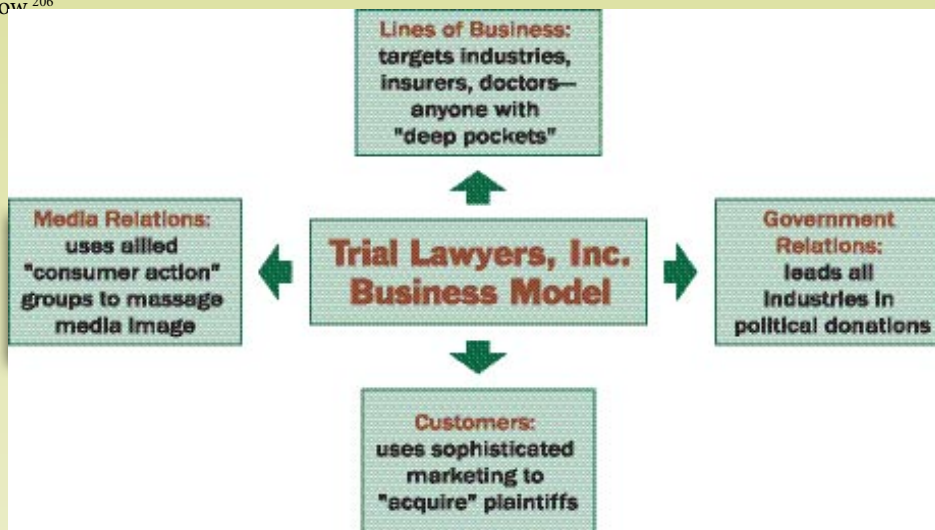 ow 206
Lines of Business:
targets industries,
insurers, doctors—
anyone with
"deep pockets"
Media Relations:
uses allied
"consumer action"
groups to massage
media image
Trial Lawyers, Inc.
Business Model
Government
Relations:
leads all
industries in
political donations
Customers:
uses sophisticated
marketing to
"acquire" plaintiffs